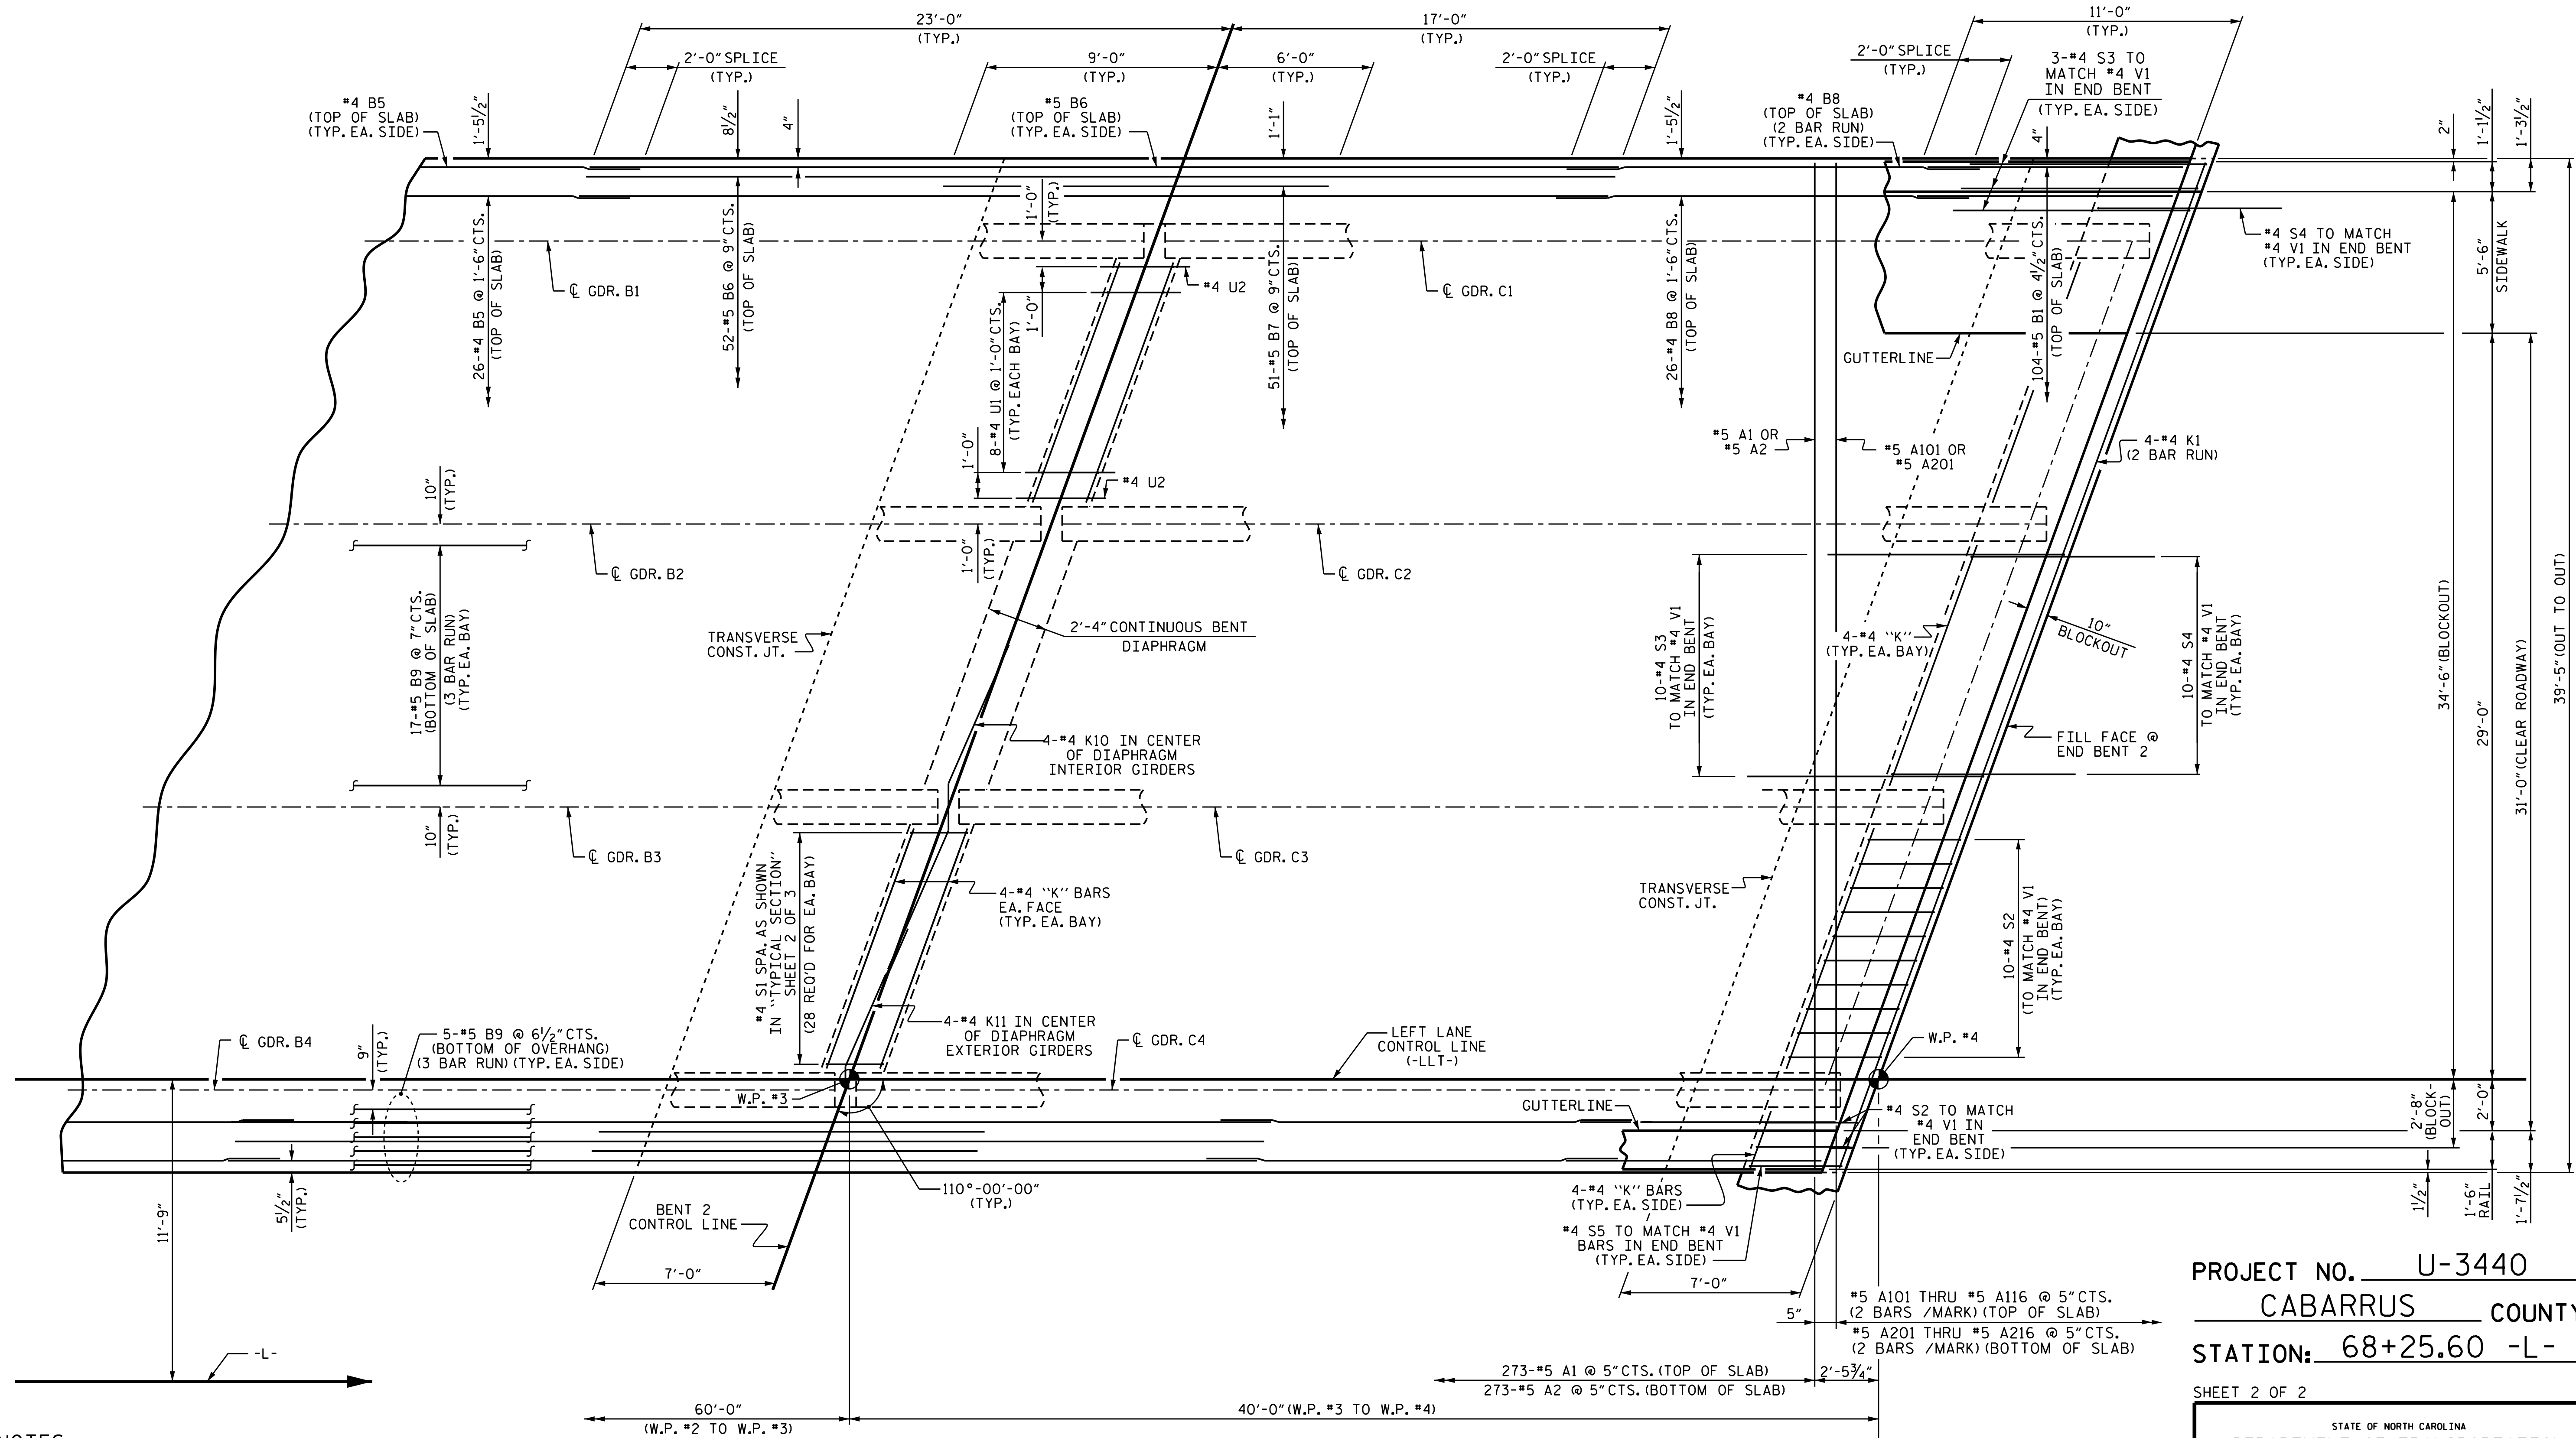 23'-0"
(TYP.)
17'-0"
(TYP.)
11'-0"
(TYP.)
2'-0" SPLICE
(TYP.)
9'-0"
(TYP.)
6'-0"
(TYP.)
2'-0" SPLICE
(TYP.)
2'-0" SPLICE
(TYP.)
3-#4 S3 TO
MATCH #4 V1
IN END BENT
(TYP. EA. SIDE)
#4 B5
(TOP OF SLAB)
(TYP. EA. SIDE)
1'-5½"
8½"
4"
#5 B6
(TOP OF SLAB)
(TYP. EA. SIDE)
1'-1"
1'-5½"
#4 B8
(TOP OF SLAB)
(2 BAR RUN)
(TYP. EA. SIDE)
4"
2"
1'-1½"
1'-3½"
26-#4 B5 @ 1'-6" CTS.
(TOP OF SLAB)
52-#5 B6 @ 9" CTS.
(TOP OF SLAB)
1'-0"
(TYP.)
51-#5 B7 @ 9" CTS.
(TOP OF SLAB)
26-#4 B8 @ 1'-6" CTS.
(TOP OF SLAB)
104-#5 B1 @ 4½" CTS.
(TOP OF SLAB)
#4 S4 TO MATCH
#4 V1 IN END BENT
(TYP. EA. SIDE)
5'-6"
SIDEWALK
℄ GDR. B1
#4 U2
℄ GDR. C1
1'-0"
8-#4 U1 @ 1'-0" CTS.
(TYP. EACH BAY)
GUTTERLINE
1'-0"
#4 U2
#5 A1 OR
#5 A2
#5 A101 OR
#5 A201
4-#4 K1
(2 BAR RUN)
10"
(TYP.)
1'-0"
(TYP.)
℄ GDR. B2
℄ GDR. C2
17-#5 B9 @ 7" CTS.
(BOTTOM OF SLAB)
(3 BAR RUN)
(TYP. EA. BAY)
TRANSVERSE
CONST. JT.
2'-4" CONTINUOUS BENT
DIAPHRAGM
10-#4 S3
TO MATCH #4 V1
IN END BENT
(TYP. EA. BAY)
4-#4 "K"
(TYP. EA. BAY)
10"
BLOCKOUT
10-#4 S4
TO MATCH #4 V1
IN END BENT
(TYP. EA. BAY)
34'-6" (BLOCKOUT)
29'-0"
31'-0" (CLEAR ROADWAY)
39'-5" (OUT TO OUT)
4-#4 K10 IN CENTER
OF DIAPHRAGM
INTERIOR GIRDERS
FILL FACE @
END BENT 2
10"
(TYP.)
℄ GDR. B3
℄ GDR. C3
#4 S1 SPA. AS SHOWN
IN "TYPICAL SECTION"
SHEET 2 OF 3
(28 REQ'D FOR EA. BAY)
4-#4 "K" BARS
EA. FACE
(TYP. EA. BAY)
TRANSVERSE
CONST. JT.
10-#4 S2
(TO MATCH #4 V1
IN END BENT)
(TYP. EA. BAY)
℄ GDR. B4
9"
(TYP.)
5-#5 B9 @ 6½" CTS.
(BOTTOM OF OVERHANG)
(3 BAR RUN) (TYP. EA. SIDE)
4-#4 K11 IN CENTER
OF DIAPHRAGM
EXTERIOR GIRDERS
℄ GDR. C4
LEFT LANE
CONTROL LINE
(-LLT-)
W.P. #4
W.P. #3
GUTTERLINE
#4 S2 TO MATCH
#4 V1 IN
END BENT
(TYP. EA. SIDE)
2'-8"
(BLOCK-
OUT)
2'-0"
11'-9"
5½"
(TYP.)
110°-00'-00"
(TYP.)
BENT 2
CONTROL LINE
4-#4 "K" BARS
(TYP. EA. SIDE)
#4 S5 TO MATCH #4 V1
BARS IN END BENT
(TYP. EA. SIDE)
1½"
1'-6"
RAIL
1'-7½"
7'-0"
7'-0"
5"
#5 A101 THRU #5 A116 @ 5" CTS.
(2 BARS /MARK) (TOP OF SLAB)
#5 A201 THRU #5 A216 @ 5" CTS.
(2 BARS /MARK) (BOTTOM OF SLAB)
-L-
273-#5 A1 @ 5" CTS. (TOP OF SLAB)
273-#5 A2 @ 5" CTS. (BOTTOM OF SLAB)
2'-5¾"
60'-0"
(W.P. #2 TO W.P. #3)
40'-0" (W.P. #3 TO W.P. #4)
PROJECT NO. U-3440
CABARRUS COUNTY
STATION: 68+25.60 -L-
SHEET 2 OF 2
STATE OF NORTH CAROLINA